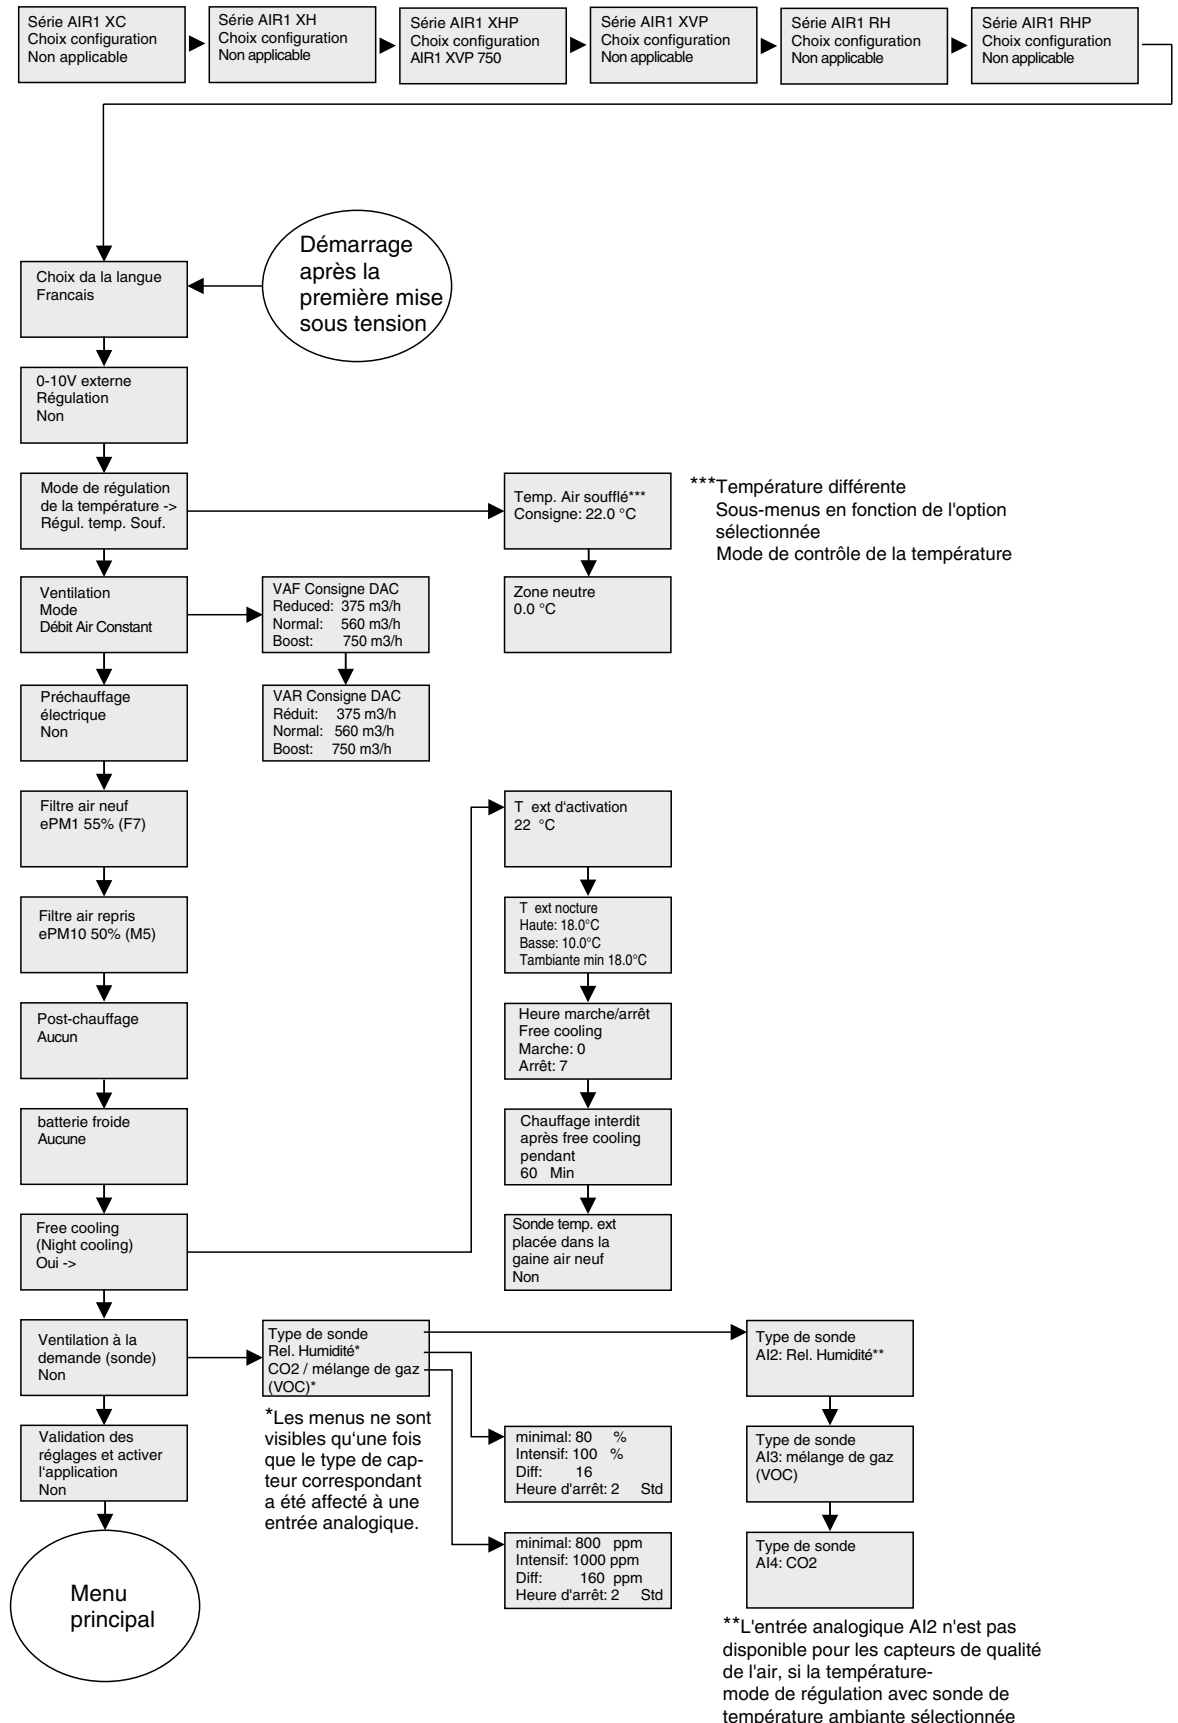 Série AIR1 XC
Choix configuration
Non applicable
Série AIR1 XH
Choix configuration
Non applicable
Série AIR1 XHP
Choix configuration
AIR1 XVP 750
Série AIR1 XVP
Choix configuration
Non applicable
Série AIR1 RH
Choix configuration
Non applicable
Série AIR1 RHP
Choix configuration
Non applicable
Démarrage
après la
première mise
sous tension
Choix da la langue
Francais
0-10V externe
Régulation
Non
Mode de régulation
de la température ->
Régul. temp. Souf.
Temp. Air soufflé***
Consigne: 22.0 °C
***Température différente
Sous-menus en fonction de l'option
sélectionnée
Mode de contrôle de la température
Zone neutre
0.0 °C
Ventilation
Mode
Débit Air Constant
VAF Consigne DAC
Reduced: 375 m3/h
Normal: 560 m3/h
Boost: 750 m3/h
VAR Consigne DAC
Réduit: 375 m3/h
Normal: 560 m3/h
Boost: 750 m3/h
Préchauffage
électrique
Non
Filtre air neuf
ePM1 55% (F7)
Filtre air repris
ePM10 50% (M5)
Post-chauffage
Aucun
batterie froide
Aucune
Free cooling
(Night cooling)
Oui ->
T ext d'activation
22 °C
T ext nocture
Haute: 18.0°C
Basse: 10.0°C
Tambiante min 18.0°C
Heure marche/arrêt
Free cooling
Marche: 0
Arrêt: 7
Chauffage interdit
après free cooling
pendant
60 Min
Sonde temp. ext
placée dans la
gaine air neuf
Non
Ventilation à la
demande (sonde)
Non
Type de sonde
Rel. Humidité*
CO2 / mélange de gaz
(VOC)*
*Les menus ne sont
visibles qu'une fois
que le type de cap-
teur correspondant
a été affecté à une
entrée analogique.
minimal: 80 %
Intensif: 100 %
Diff: 16
Heure d'arrêt: 2 Std
minimal: 800 ppm
Intensif: 1000 ppm
Diff: 160 ppm
Heure d'arrêt: 2 Std
Type de sonde
AI2: Rel. Humidité**
Type de sonde
AI3: mélange de gaz
(VOC)
Type de sonde
AI4: CO2
**L'entrée analogique AI2 n'est pas
disponible pour les capteurs de qualité
de l'air, si la température-
mode de régulation avec sonde de
température ambiante sélectionnée
Validation des
réglages et activer
l'application
Non
Menu
principal